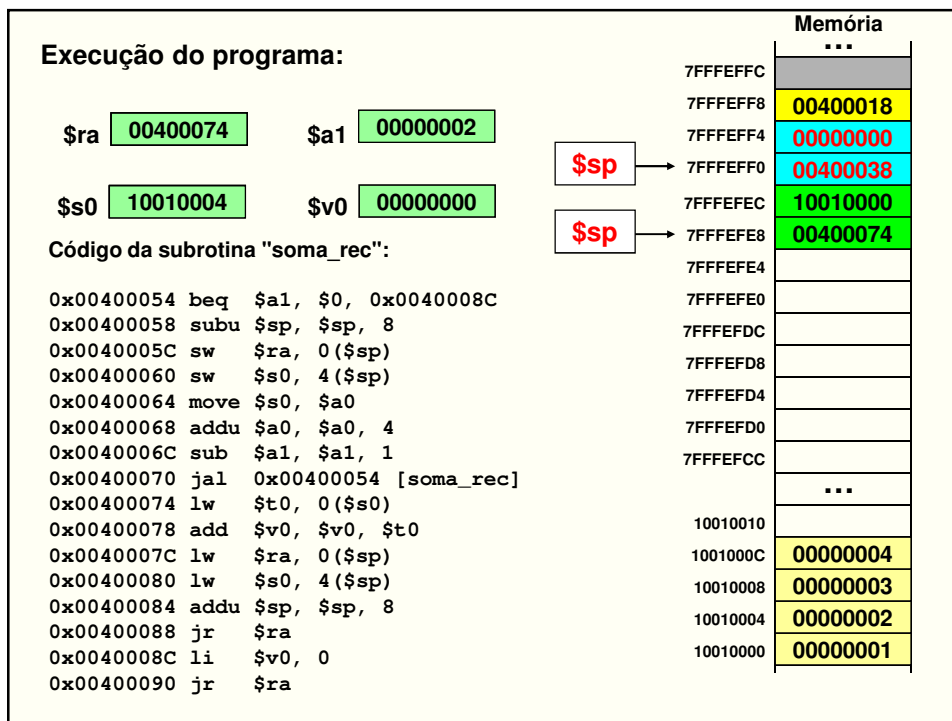 Memória
...
Execução do programa:
$ra 00400074 $a1 00000002
$s0 10010004 $v0 00000000
Código da subrotina "soma_rec":
0x00400054 beq $a1, $0, 0x0040008C
0x00400058 subu $sp, $sp, 8
0x0040005C sw $ra, 0($sp)
0x00400060 sw $s0, 4($sp)
0x00400064 move $s0, $a0
0x00400068 addu $a0, $a0, 4
0x0040006C sub $a1, $a1, 1
0x00400070 jal 0x00400054 [soma_rec]
0x00400074 lw $t0, 0($s0)
0x00400078 add $v0, $v0, $t0
0x0040007C lw $ra, 0($sp)
0x00400080 lw $s0, 4($sp)
0x00400084 addu $sp, $sp, 8
0x00400088 jr $ra
0x0040008C li $v0, 0
0x00400090 jr $ra
7FFFEFFC
7FFFEFF8 00400018
7FFFEFF4 00000000
$sp 7FFFEFF0 00400038
7FFFEFEC 10010000
$sp 7FFFEFE8 00400074
7FFFEFE4
7FFFEFE0
7FFFEFDC
7FFFEFD8
7FFFEFD4
7FFFEFD0
7FFFEFCC
...
10010010
1001000C 00000004
10010008 00000003
10010004 00000002
10010000 00000001